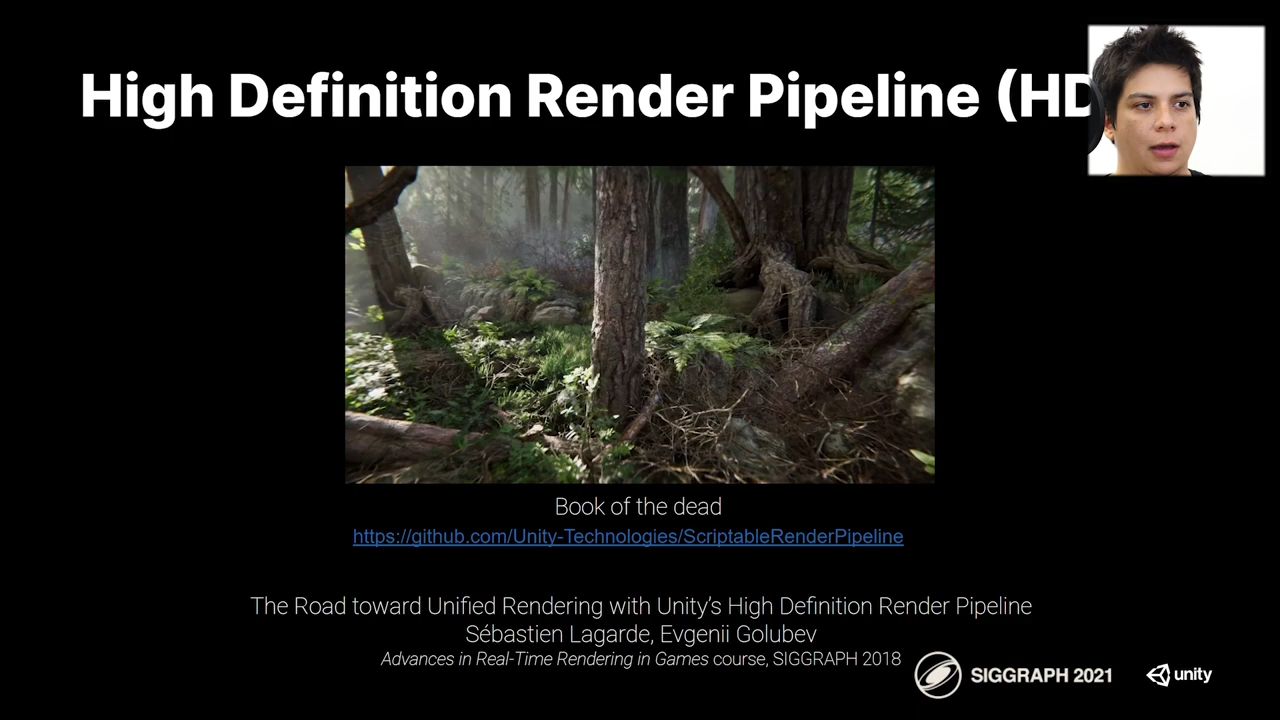 High Definition Render Pipeline (HD
Book of the dead
https://github.com/Unity-Technologies/ScriptableRenderPipeline
The Road toward Unified Rendering with Unity's High Definition Render Pipeline
Sébastien Lagarde, Evgenii Golubev
Advances in Real-Time Rendering in Games course, SIGGRAPH 2018
SIGGRAPH 2021
unity